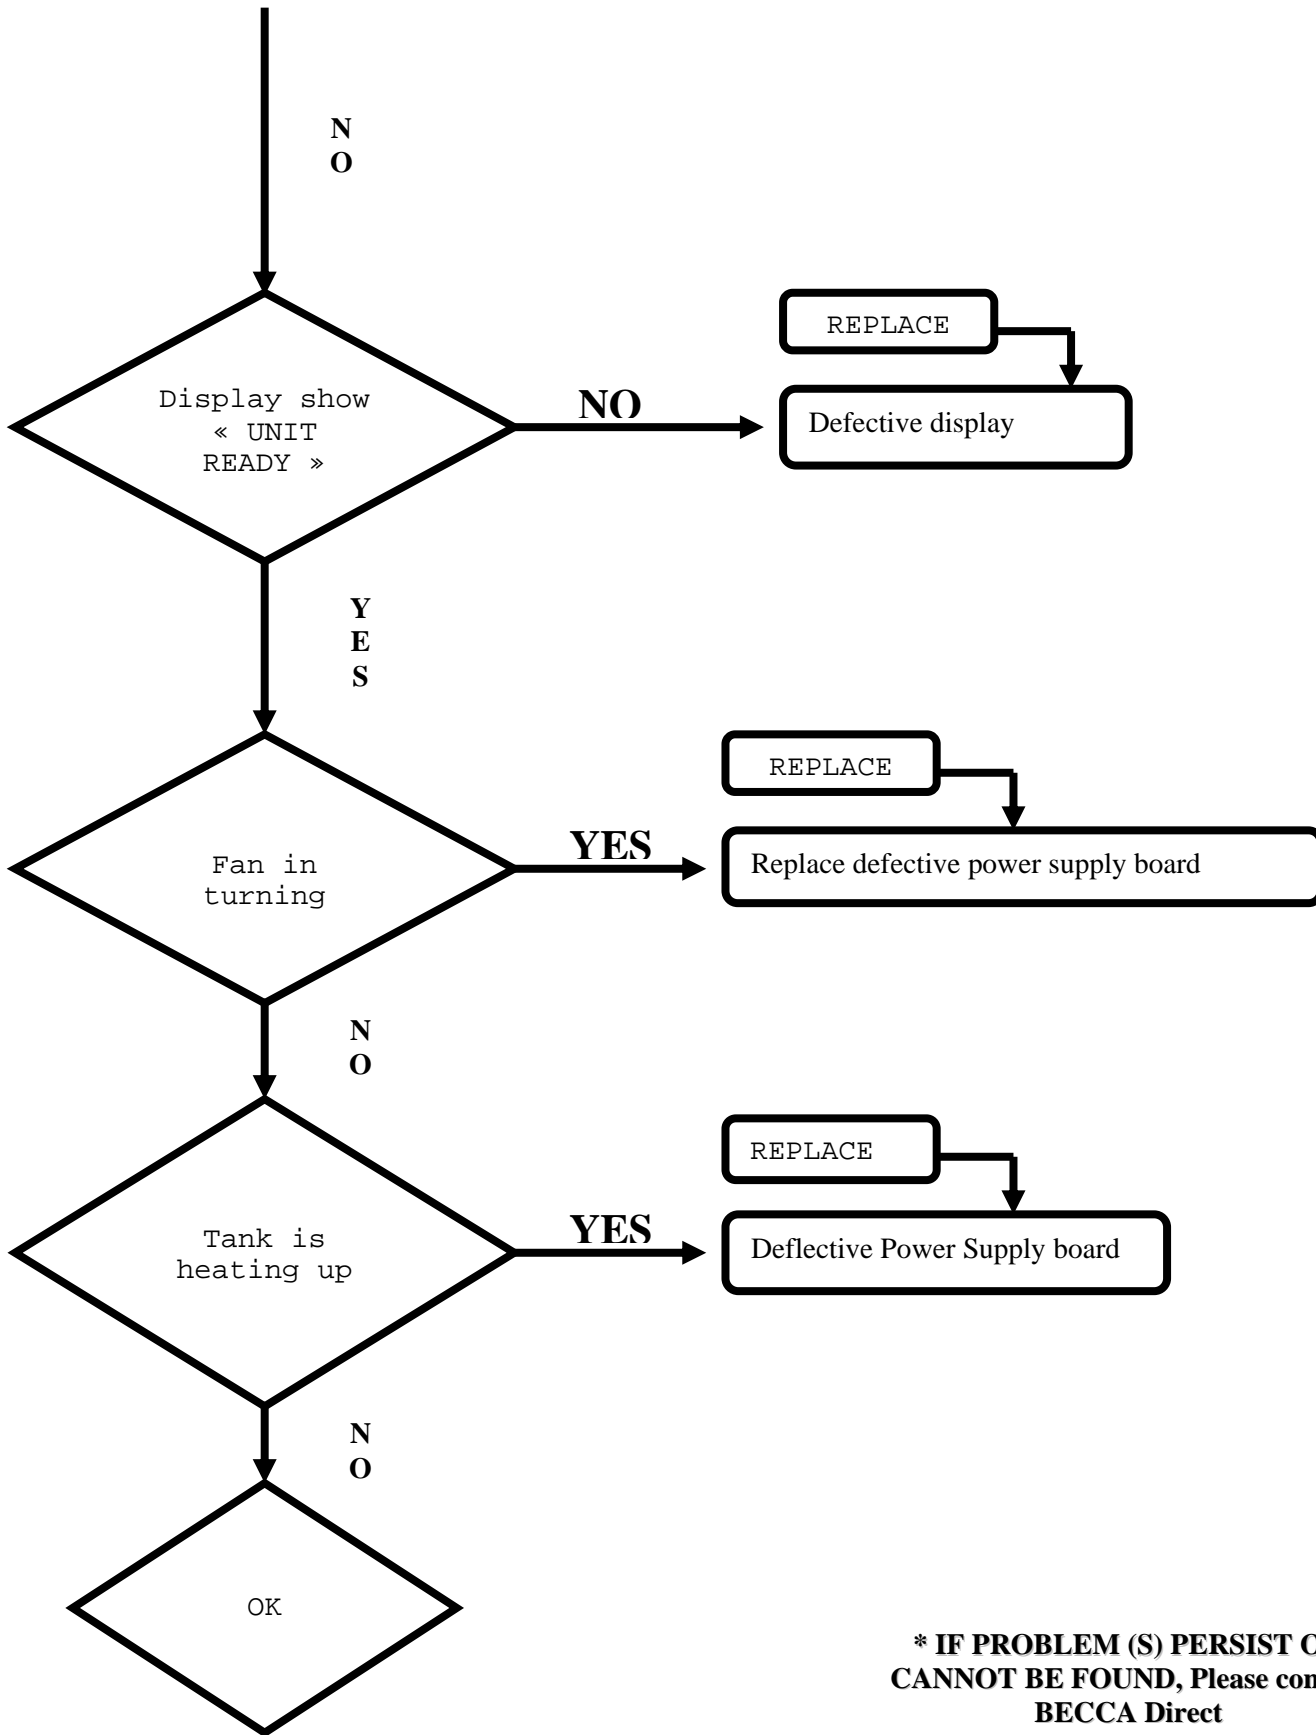 N
O
Display show
« UNIT
READY »
NO
REPLACE
Defective display
Y
E
S
Fan in
turning
YES
REPLACE
Replace defective power supply board
N
O
Tank is
heating up
YES
REPLACE
Deflective Power Supply board
N
O
OK
* IF PROBLEM (S) PERSIST
CANNOT BE FOUND, Please
BECCA Direct